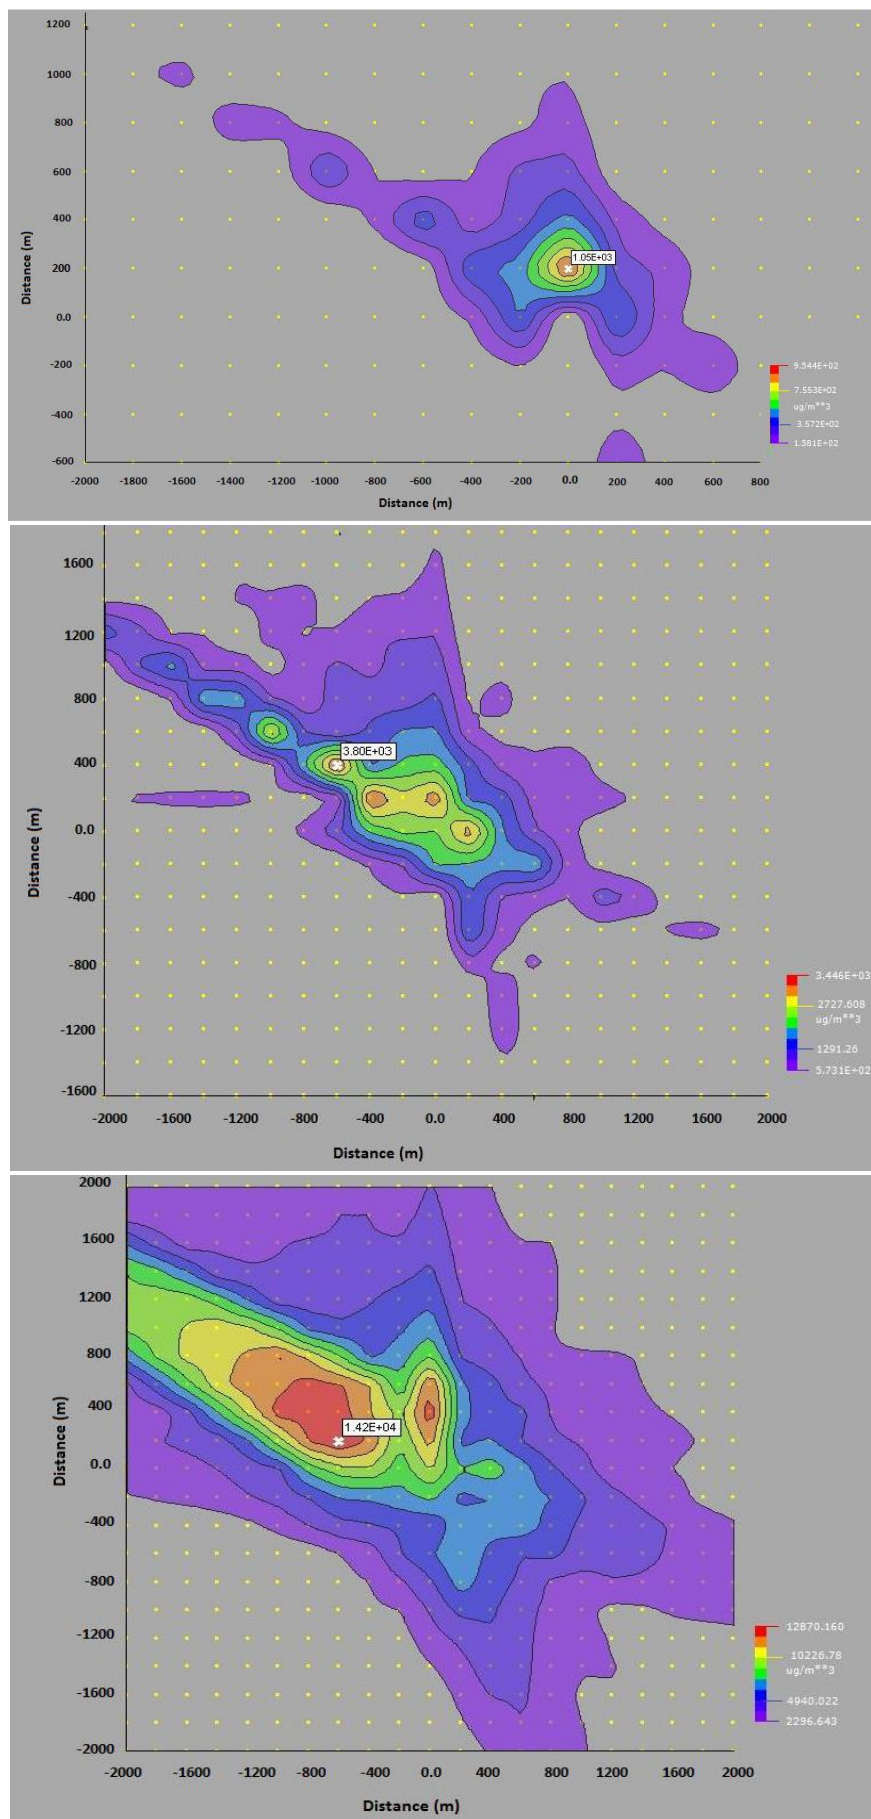 1200
1000
800
600
400
200
0.0
-200
-400
-600
Distance (m)
1.05E+03
9.544E+02
7.553E+02
ug/m**3
3.572E+02
1.581E+02
-2000 -1800 -1600 -1400 -1200 -1000 -800 -600 -400 -200 0.0 200 400 600 800
Distance (m)
1600
1200
800
400
0.0
-400
-800
-1200
-1600
Distance (m)
3.80E+03
3.446E+03
2727.608
ug/m**3
1291.26
5.731E+02
-2000 -1600 -1200 -800 -400 0.0 400 800 1200 1600 2000
Distance (m)
2000
1600
1200
800
400
0.0
-400
-800
-1200
-1600
-2000
Distance (m)
1.42E+04
12870.160
10226.78
ug/m**3
4940.022
2296.643
-2000 -1600 -1200 -800 -400 0.0 400 800 1200 1600 2000
Distance (m)